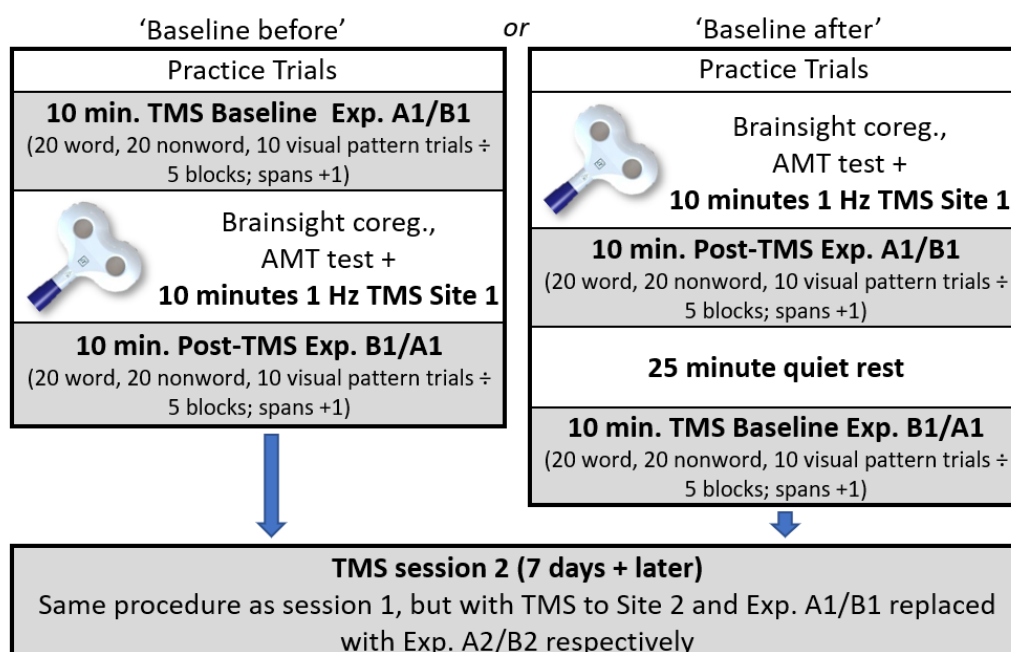 ‘Baseline before’
or
‘Baseline after’
Practice Trials
10 min. TMS Baseline Exp. A1/B1
(20 word, 20 nonword, 10 visual pattern trials ÷
5 blocks; spans +1)
Brainsight coreg.,
AMT test +
10 minutes 1 Hz TMS Site 1
10 min. Post-TMS Exp. B1/A1
(20 word, 20 nonword, 10 visual pattern trials ÷
5 blocks; spans +1)
Practice Trials
Brainsight coreg.,
AMT test +
10 minutes 1 Hz TMS Site 1
10 min. Post-TMS Exp. A1/B1
(20 word, 20 nonword, 10 visual pattern trials ÷
5 blocks; spans +1)
25 minute quiet rest
10 min. TMS Baseline Exp. B1/A1
(20 word, 20 nonword, 10 visual pattern trials ÷
5 blocks; spans +1)
TMS session 2 (7 days + later)
Same procedure as session 1, but with TMS to Site 2 and Exp. A1/B1 replaced
with Exp. A2/B2 respectively